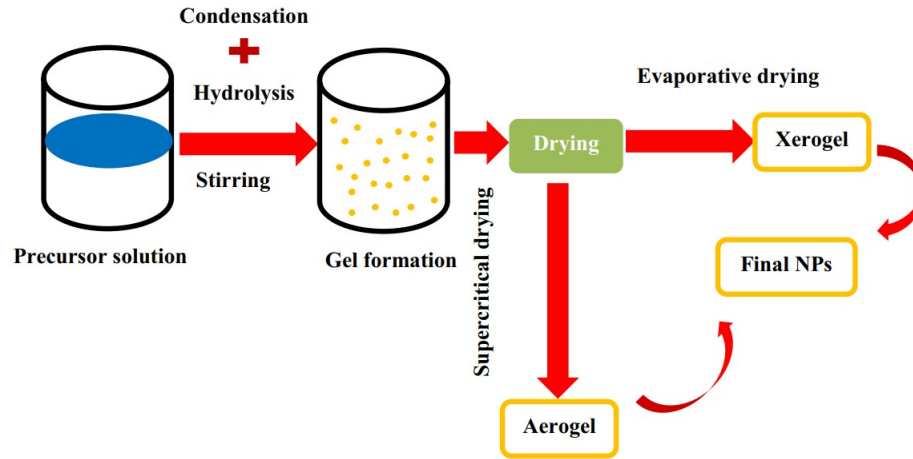 Condensation
Hydrolysis
Stirring
Precursor solution
Gel formation
Drying
Evaporative drying
Xerogel
Supercritical drying
Final NPs
Aerogel